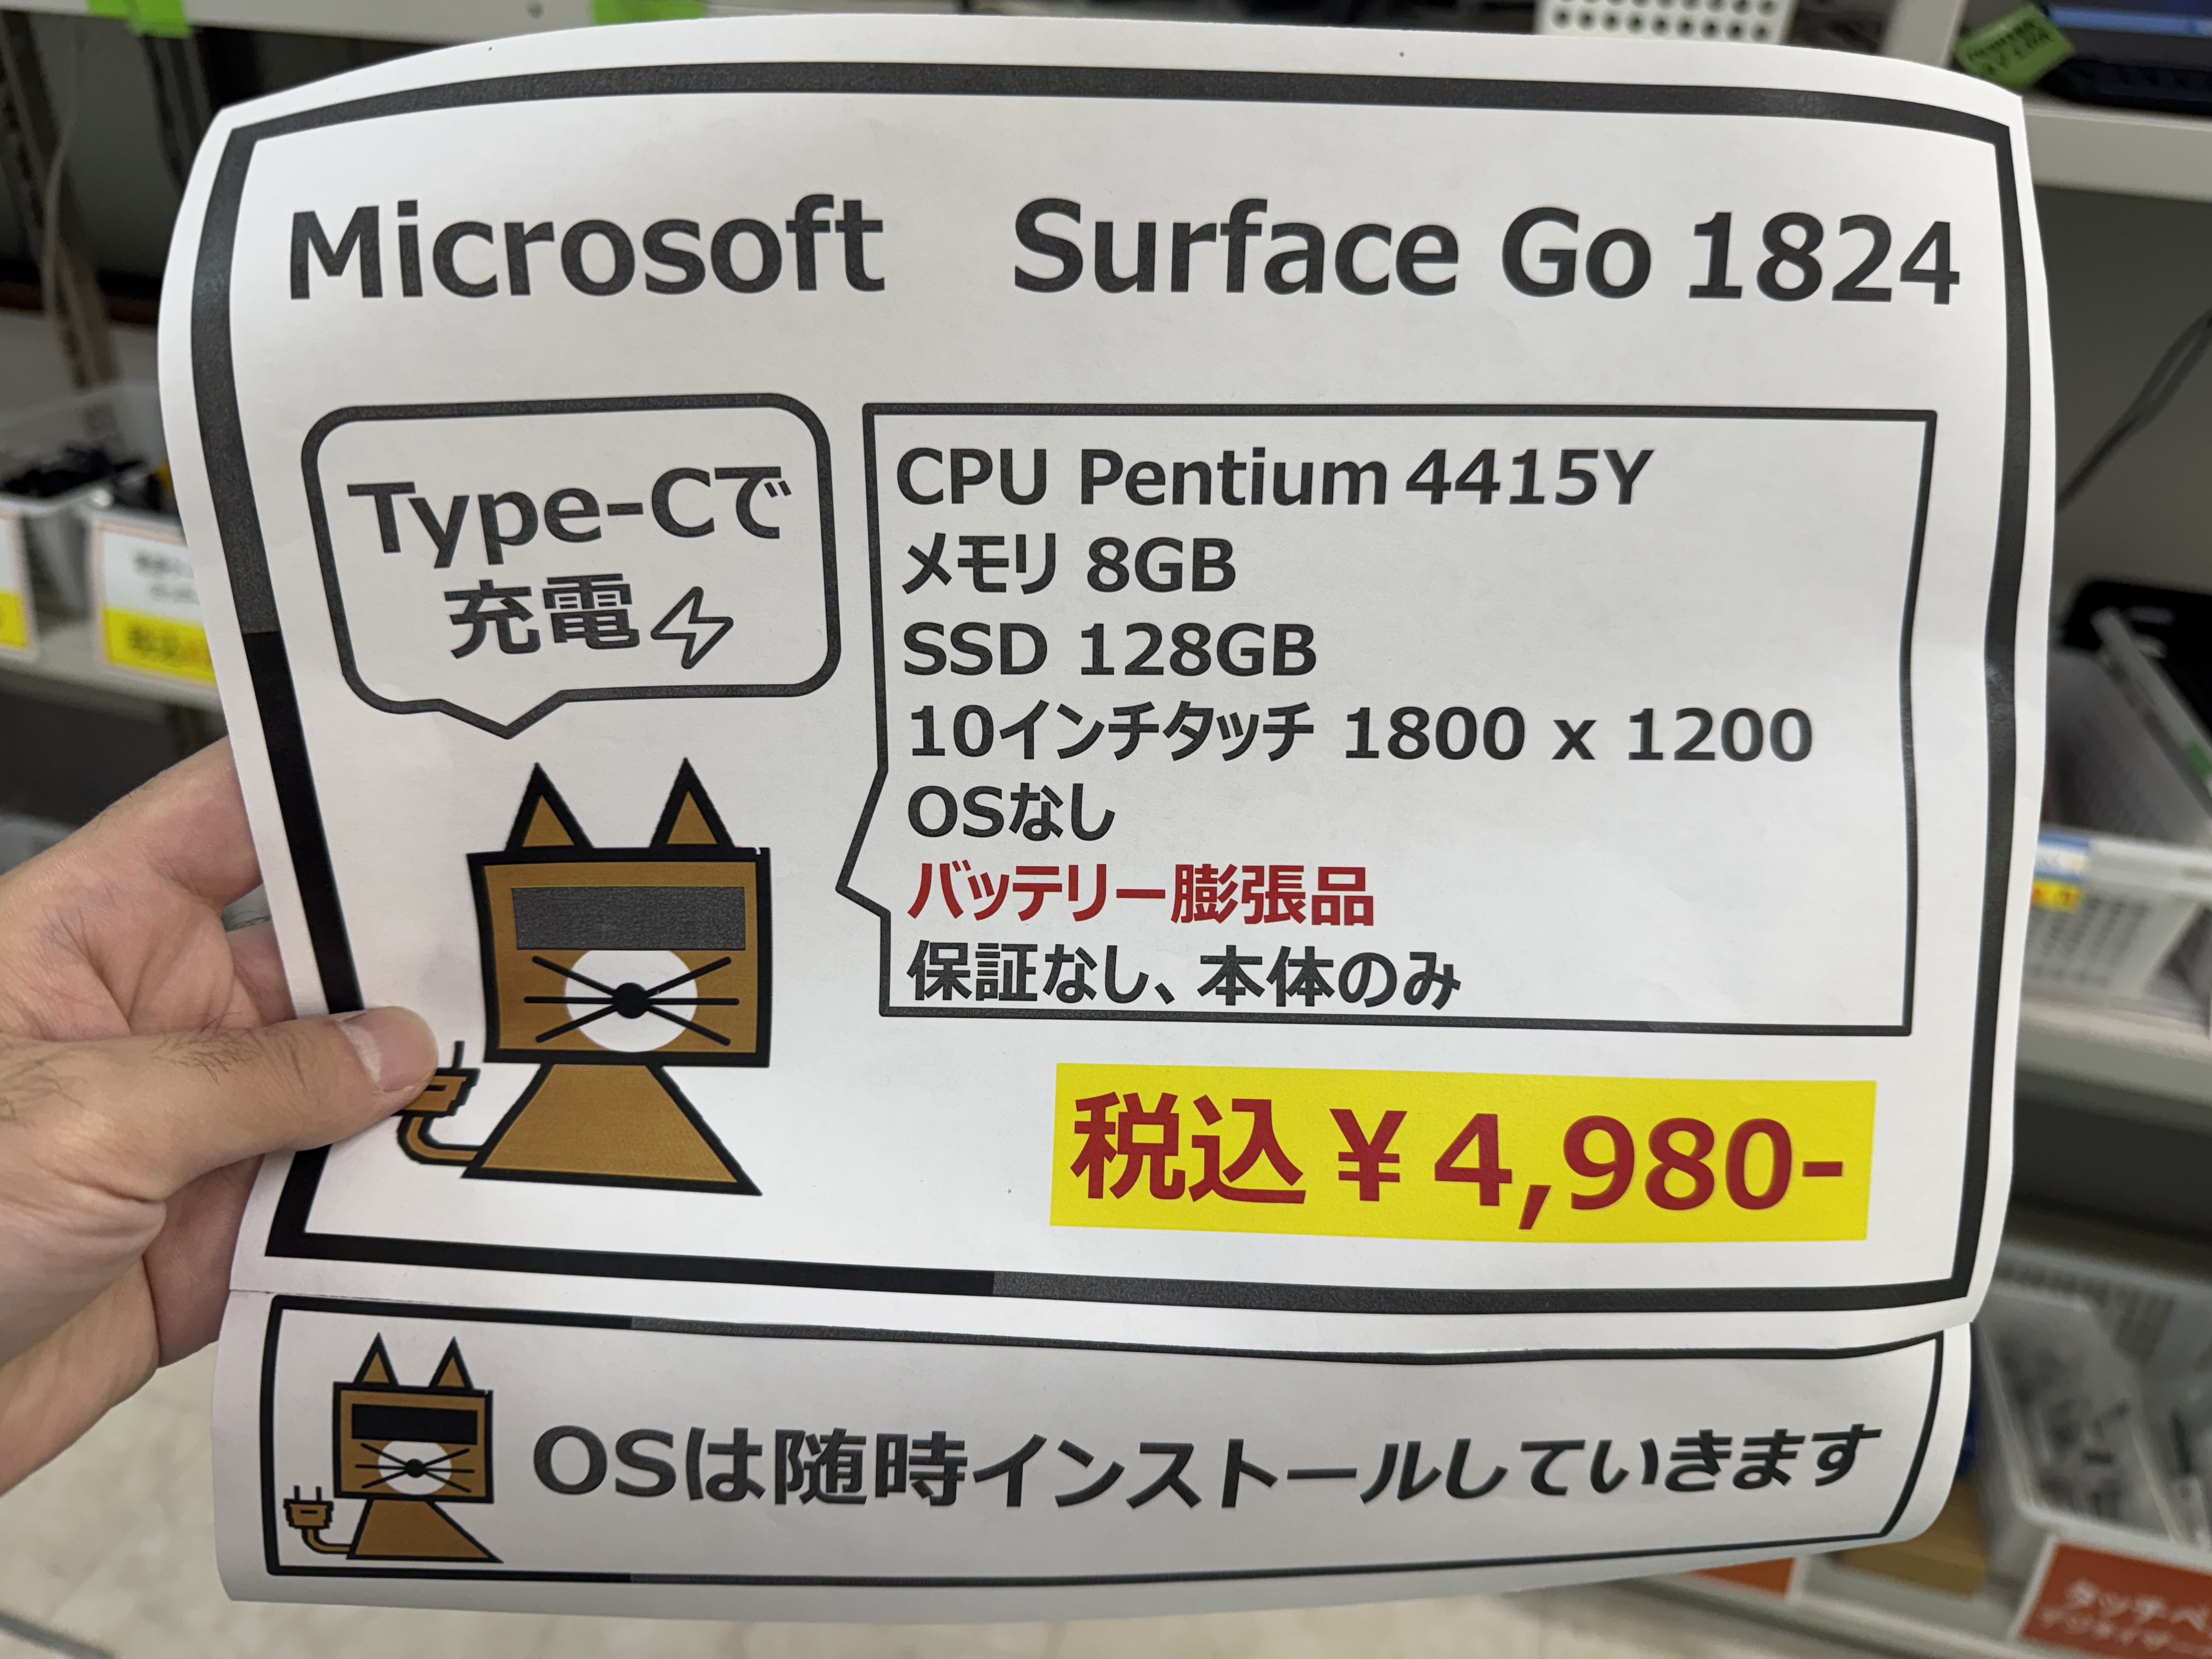 Microsoft Surface Go 1824
Type-Cで
充電
CPU Pentium 4415Y
メモリ 8GB
SSD 128GB
10インチタッチ 1800 x 1200
OSなし
バッテリー膨張品
保証なし、本体のみ
税込￥4,980-
OSは随時インストールしていきます